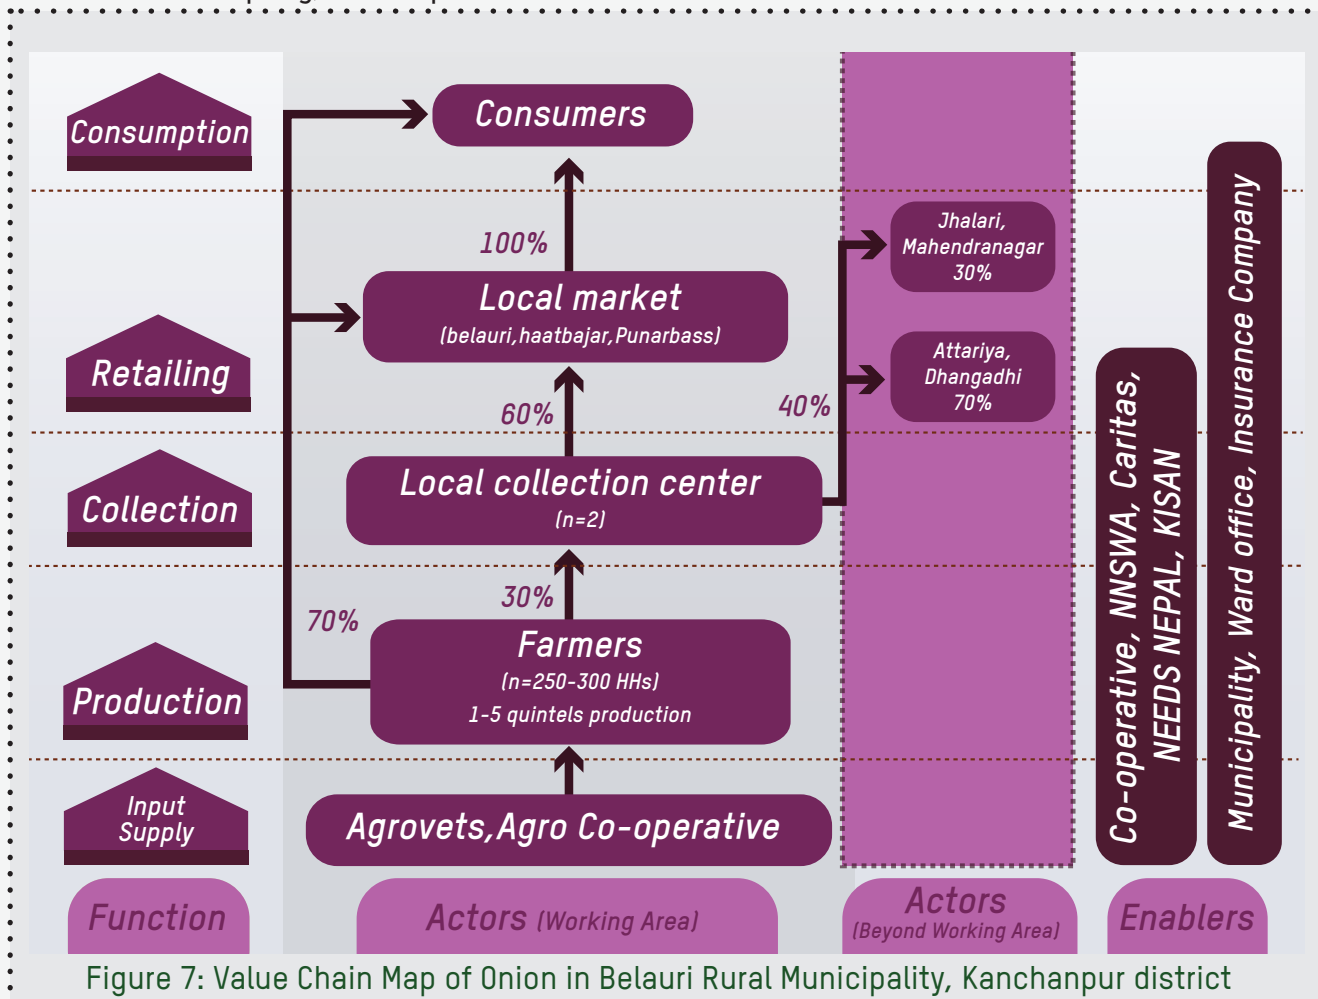 Consumption
Consumers
100%
Jhalari,
Mahendranagar
30%
Local market
(belauri,haatbajar,Punarbass)
Retailing
Attariya,
Dhangadhi
70%
60%
40%
Collection
Local collection center
(n=2)
30%
70%
Production
Farmers
(n=250-300 HHs)
1-5 quintels production
Input
Supply
Agrovets,Agro Co-operative
Co-operative, NNSWA, Caritas,
NEEDS NEPAL, KISAN
Municipality, Ward office, Insurance Company
Function
Actors (Working Area)
Actors
(Beyond Working Area)
Enablers
Figure 7: Value Chain Map of Onion in Belauri Rural Municipality, Kanchanpur district